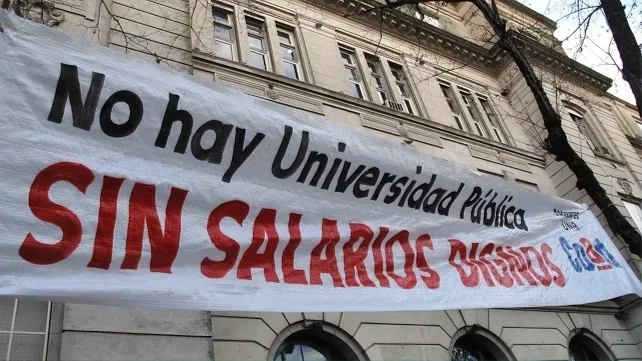 No hay Universidad Pública
SIN SALARIOS DIGNOS